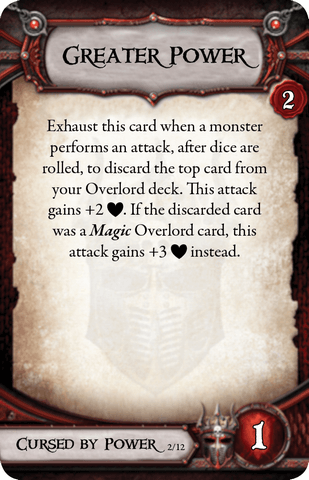 Greater Power
2
Exhaust this card when a monster
performs an attack, after dice are
rolled, to discard the top card from
your Overlord deck. This attack
gains +2 ♥. If the discarded card
was a Magic Overlord card, this
attack gains +3 ♥ instead.
Cursed by Power 2/12
1